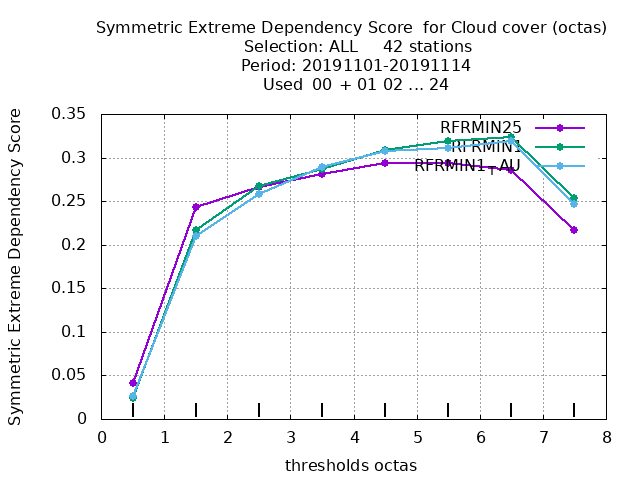 Symmetric Extreme Dependency Score  for Cloud cover (octas)
Selection: ALL     42 stations
Period: 20191101-20191114
Used  00  + 01 02 ... 24
Symmetric Extreme Dependency Score
0.35
0.3
0.25
0.2
0.15
0.1
0.05
0
RFRMIN25
RFRMIN1
RFRMIN1+AU
0 1 2 3 4 5 6 7 8
thresholds octas